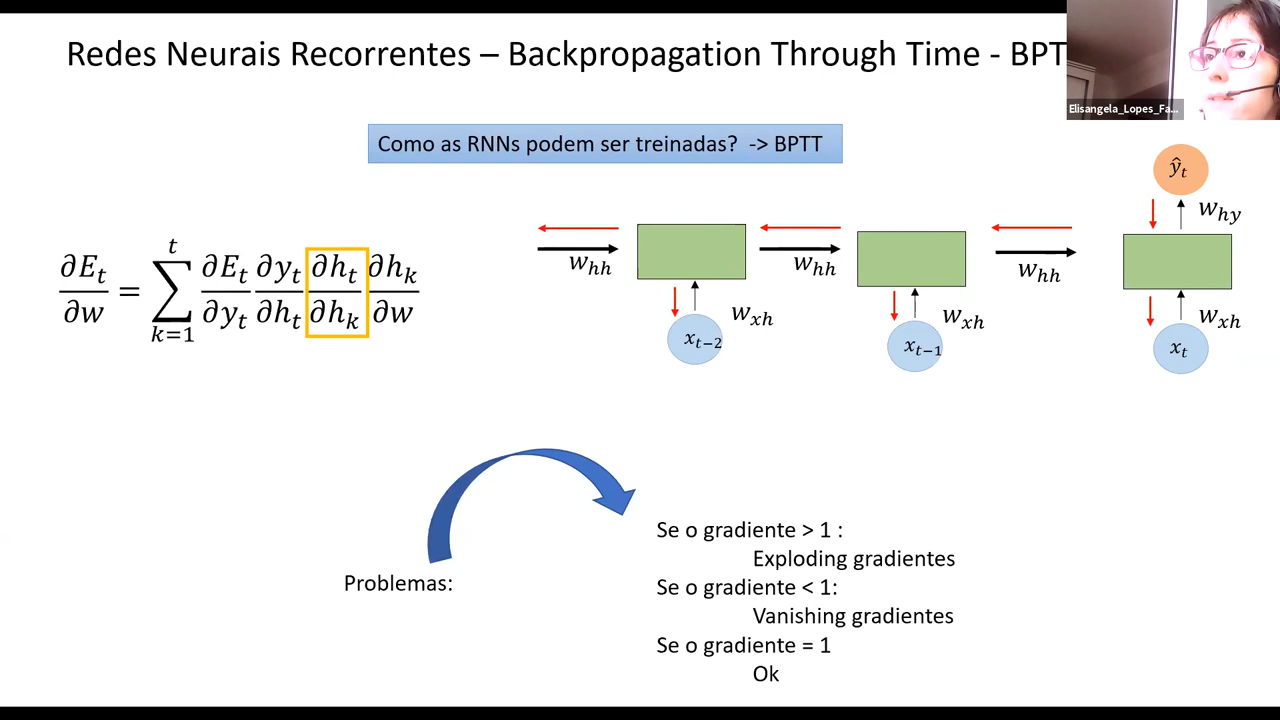 Redes Neurais Recorrentes – Backpropagation Through Time - BPT
Elisangela_Lopes_Fa...
Como as RNNs podem ser treinadas? -> BPTT
ŷ_t
w_hy
∂E_t/∂w = ∑_{k=1}^{t} ∂E_t/∂y_t ∂y_t/∂h_t ∂h_t/∂h_k ∂h_k/∂w
w_hh
w_hh
w_hh
w_xh
w_xh
w_xh
x_{t−2}
x_{t−1}
x_t
Problemas:
Se o gradiente > 1 :
Exploding gradientes
Se o gradiente < 1:
Vanishing gradientes
Se o gradiente = 1
Ok